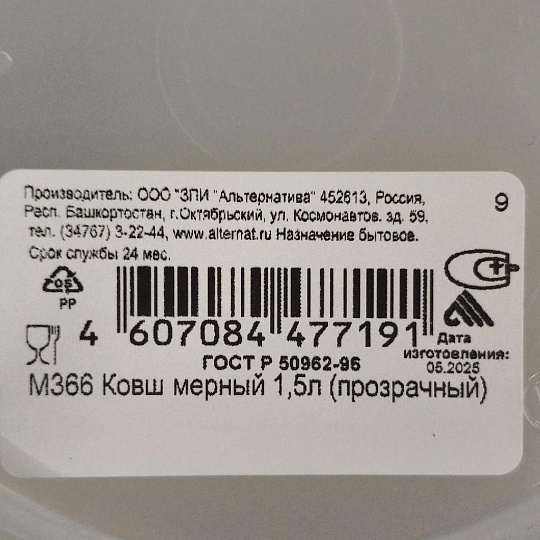 Производитель: ООО "ЗПИ "Альтернатива" 452613, Россия,
Респ. Башкортостан, г.Октябрьский, ул. Космонавтов. зд. 59,
тел. (34767) 3-22-44, www.alternat.ru Назначение бытовое.
Срок службы 24 мес.
9
05
PP
4 607084 477191
Дата
изготовления:
05.2025
ГОСТ Р 50962-96
М366 Ковш мерный 1,5л (прозрачный)